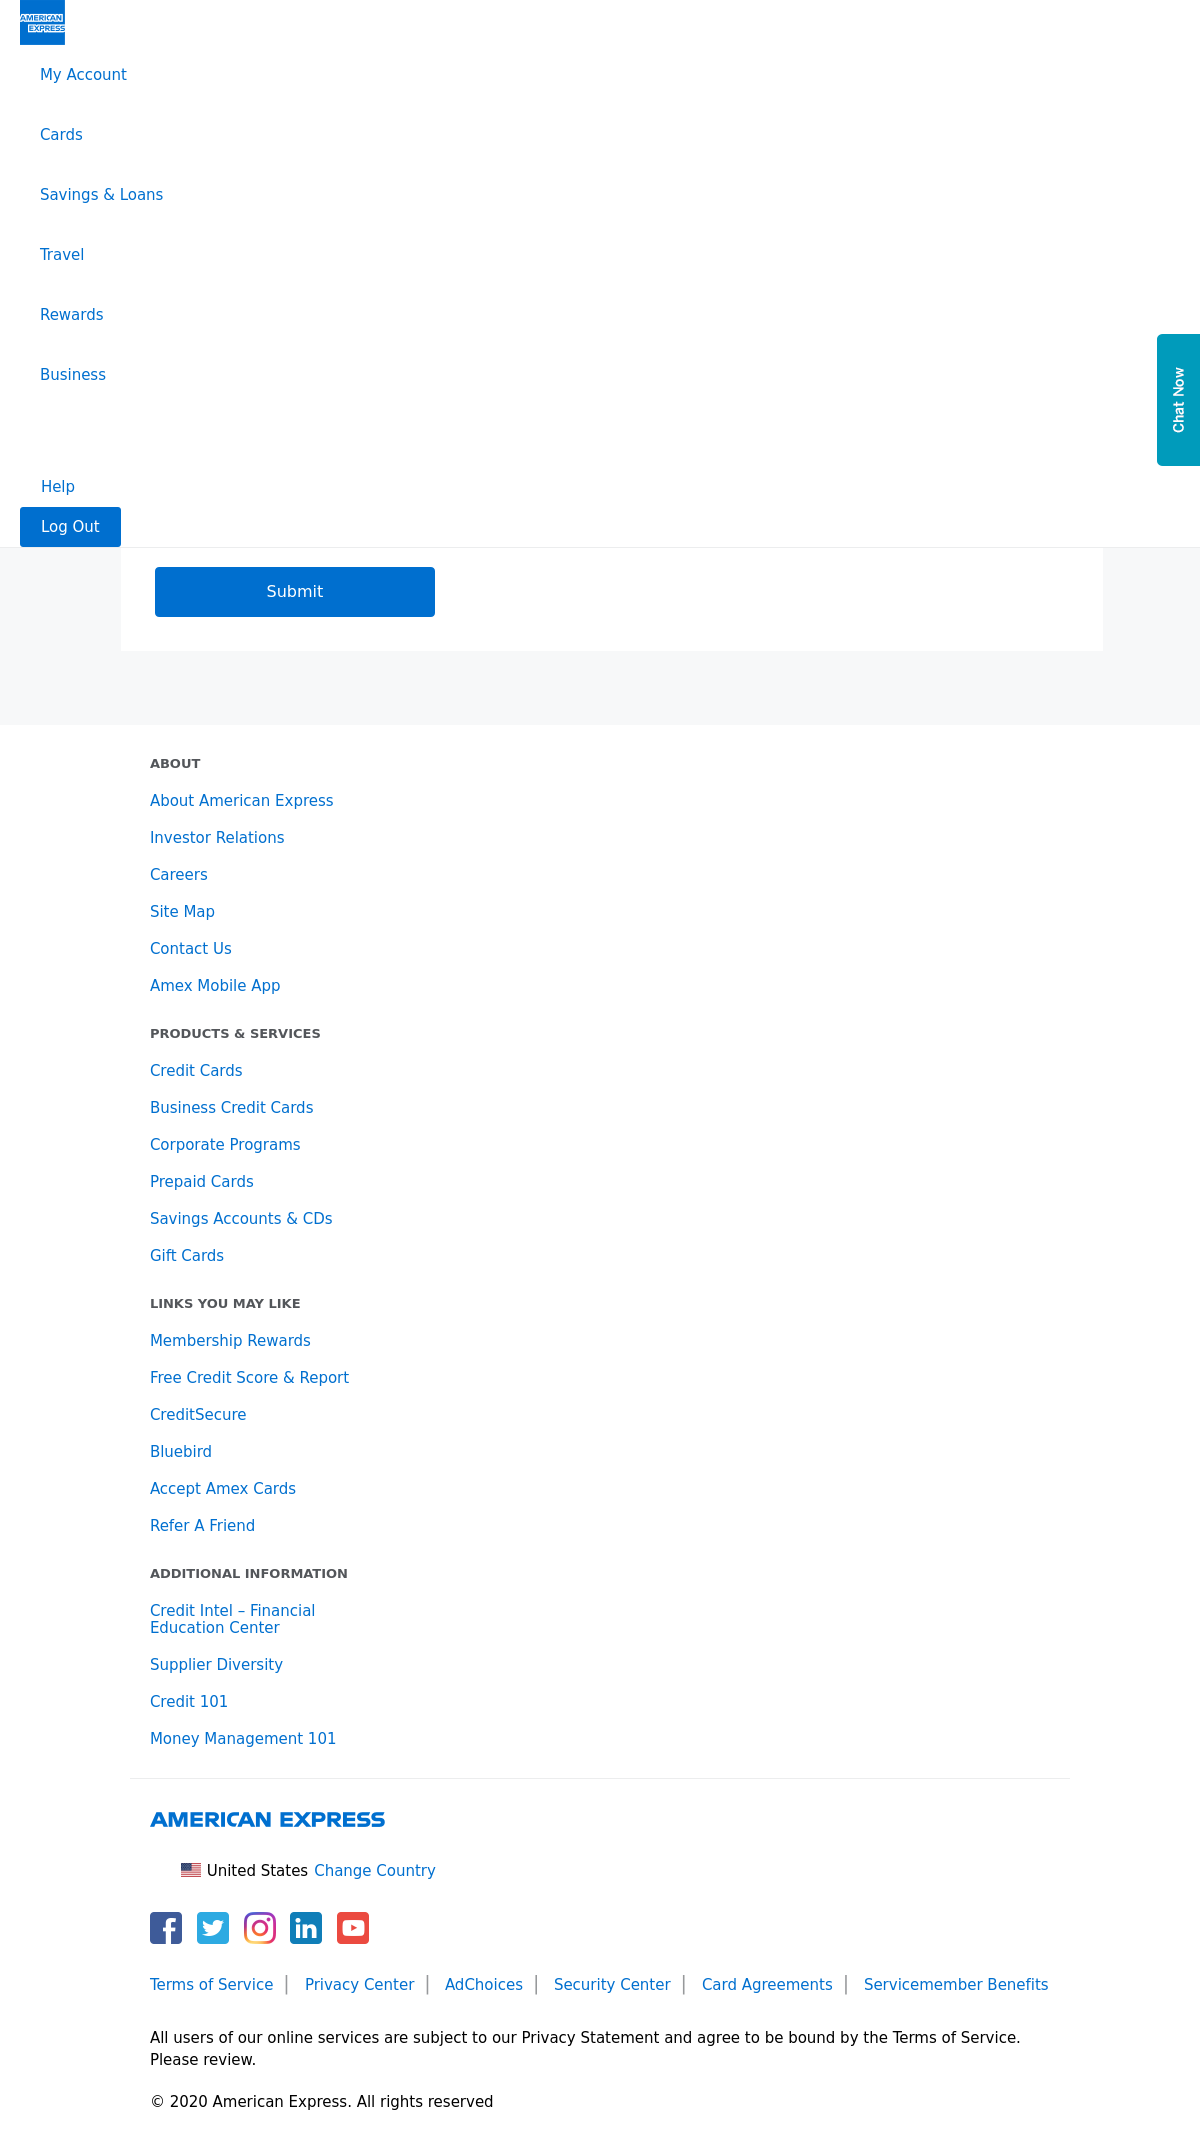 AMERICAN
EXPRESS
My Account
Cards
Savings & Loans
Travel
Rewards
Business
Chat Now
Help
Log Out
Submit
ABOUT
About American Express
Investor Relations
Careers
Site Map
Contact Us
Amex Mobile App
PRODUCTS & SERVICES
Credit Cards
Business Credit Cards
Corporate Programs
Prepaid Cards
Savings Accounts & CDs
Gift Cards
LINKS YOU MAY LIKE
Membership Rewards
Free Credit Score & Report
CreditSecure
Bluebird
Accept Amex Cards
Refer A Friend
ADDITIONAL INFORMATION
Credit Intel – Financial
Education Center
Supplier Diversity
Credit 101
Money Management 101
AMERICAN EXPRESS
United States Change Country
Terms of Service | Privacy Center | AdChoices | Security Center | Card Agreements | Servicemember Benefits
All users of our online services are subject to our Privacy Statement and agree to be bound by the Terms of Service.
Please review.
© 2020 American Express. All rights reserved